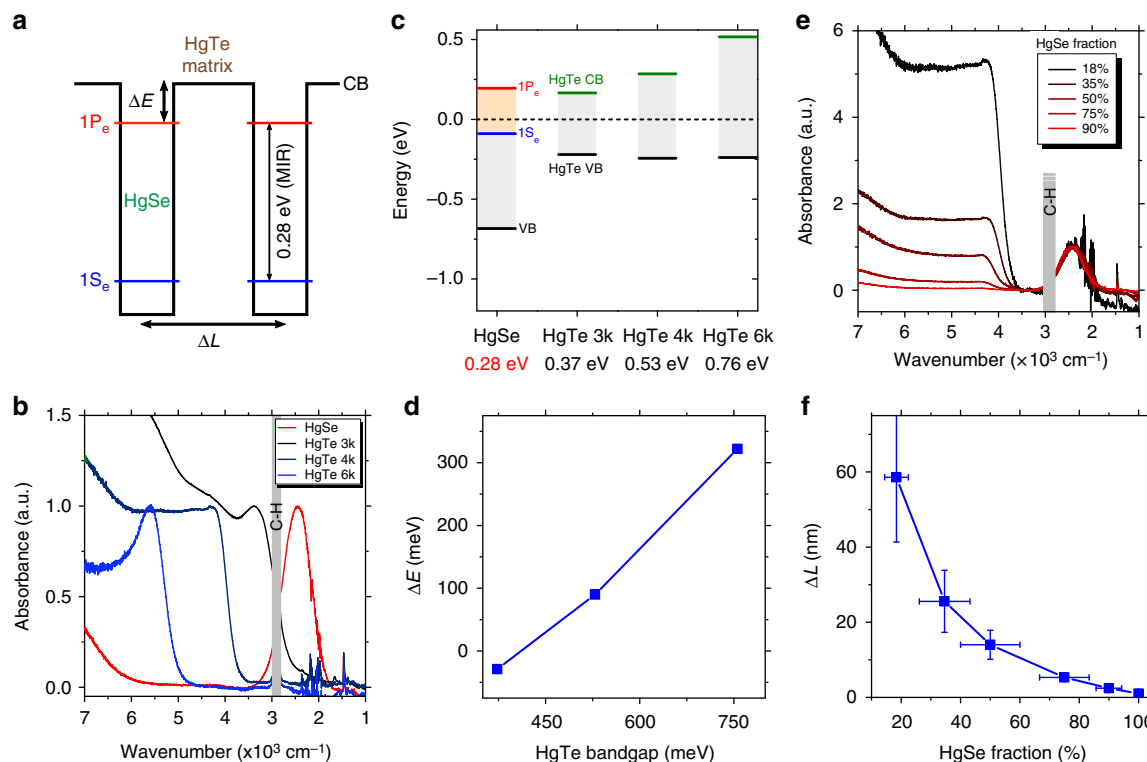 a
HgTe
matrix
CB
ΔE
1Pe
HgSe
0.28 eV (MIR)
1Se
ΔL
b
1.5
1.0
0.5
0.0
Absorbance (a.u.)
HgSe
HgTe 3k
HgTe 4k
HgTe 6k
C-H
7 6 5 4 3 2 1
Wavenumber (x10³ cm⁻¹)
c
0.5
0.0
−0.5
−1.0
Energy (eV)
1Pe
1Se
VB
HgTe CB
HgTe VB
HgSe HgTe 3k HgTe 4k HgTe 6k
0.28 eV 0.37 eV 0.53 eV 0.76 eV
d
300
200
100
0
ΔE (meV)
450 600 750
HgTe bandgap (meV)
e
HgSe fraction
18%
35%
50%
75%
90%
6
4
2
0
Absorbance (a.u.)
C-H
7 6 5 4 3 2 1
Wavenumber (×10³ cm⁻¹)
f
60
40
20
0
ΔL (nm)
20 40 60 80 100
HgSe fraction (%)